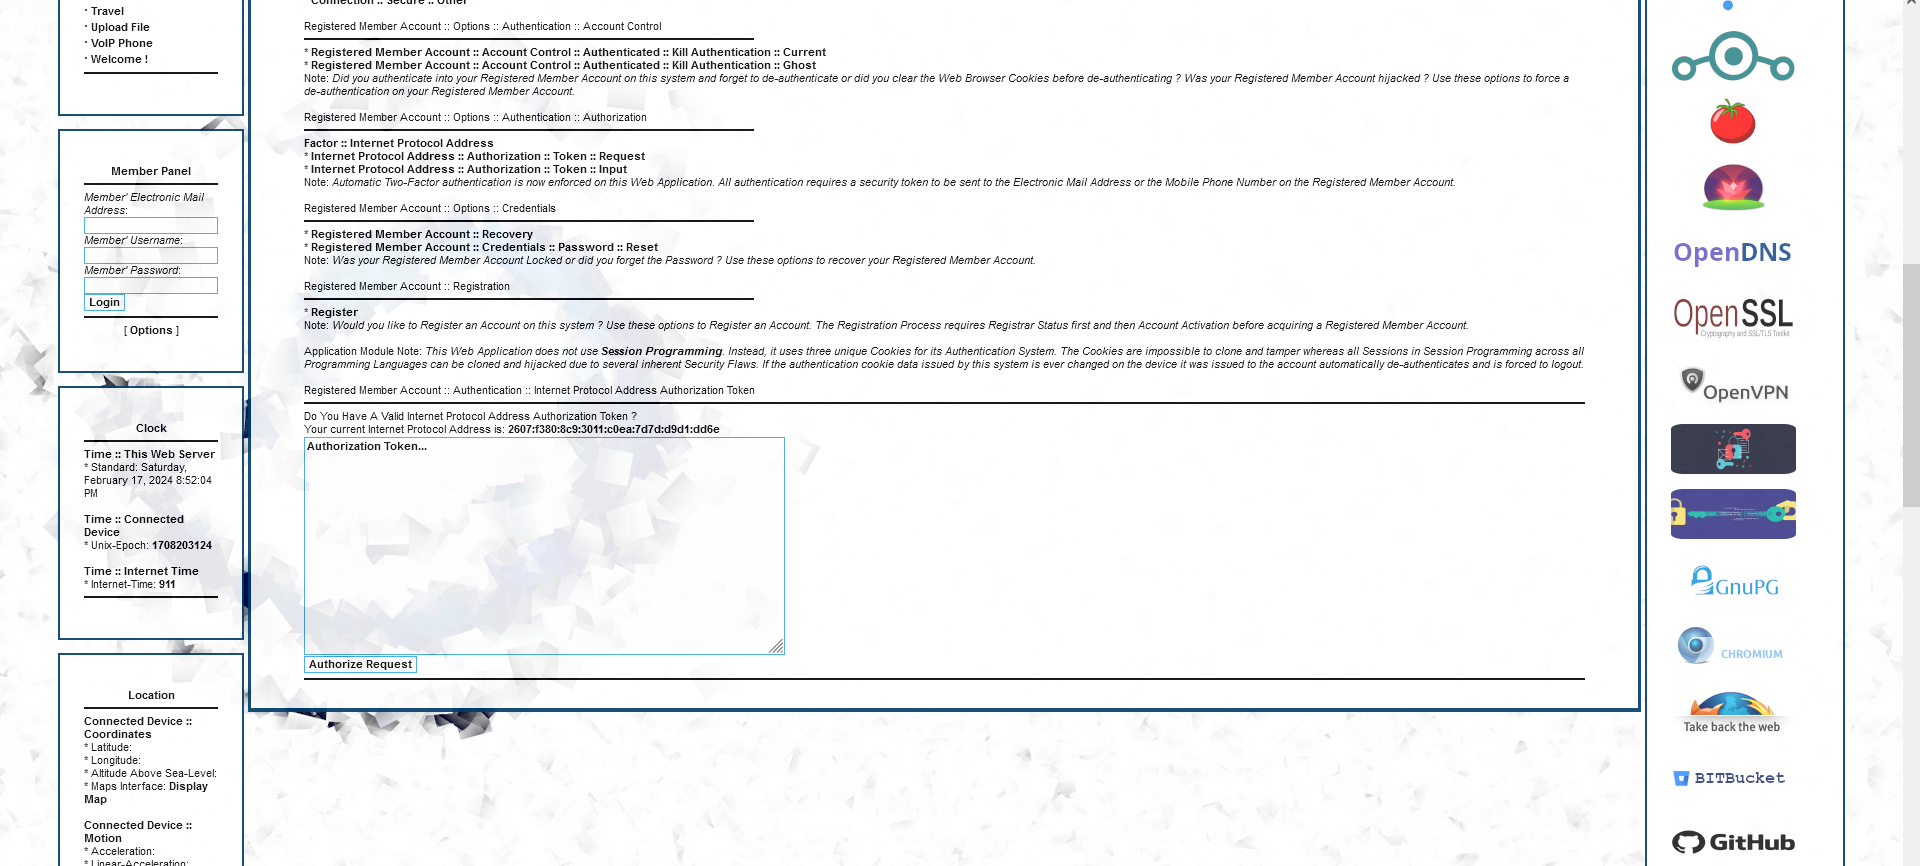 · Travel
· Upload File
· VoIP Phone
· Welcome !
Member Panel
Member' Electronic Mail
Address:
Member' Username:
Member' Password:
Login
[ Options ]
Clock
Time :: This Web Server
* Standard: Saturday,
February 17, 2024 8:52:04
PM
Time :: Connected
Device
* Unix-Epoch: 1708203124
Time :: Internet Time
* Internet-Time: 911
Location
Connected Device ::
Coordinates
* Latitude:
* Longitude:
* Altitude Above Sea-Level:
* Maps Interface: Display
Map
Connected Device ::
Motion
* Acceleration:
* Linear-Acceleration:
* Connection :: Secure :: Other
Registered Member Account :: Options :: Authentication :: Account Control
* Registered Member Account :: Account Control :: Authenticated :: Kill Authentication :: Current
* Registered Member Account :: Account Control :: Authenticated :: Kill Authentication :: Ghost
Note: Did you authenticate into your Registered Member Account on this system and forget to de-authenticate or did you clear the Web Browser Cookies before de-authenticating ? Was your Registered Member Account hijacked ? Use these options to force a
de-authentication on your Registered Member Account.
Registered Member Account :: Options :: Authentication :: Authorization
Factor :: Internet Protocol Address
* Internet Protocol Address :: Authorization :: Token :: Request
* Internet Protocol Address :: Authorization :: Token :: Input
Note: Automatic Two-Factor authentication is now enforced on this Web Application. All authentication requires a security token to be sent to the Electronic Mail Address or the Mobile Phone Number on the Registered Member Account.
Registered Member Account :: Options :: Credentials
* Registered Member Account :: Recovery
* Registered Member Account :: Credentials :: Password :: Reset
Note: Was your Registered Member Account Locked or did you forget the Password ? Use these options to recover your Registered Member Account.
Registered Member Account :: Registration
* Register
Note: Would you like to Register an Account on this system ? Use these options to Register an Account. The Registration Process requires Registrar Status first and then Account Activation before acquiring a Registered Member Account.
Application Module Note: This Web Application does not use Session Programming. Instead, it uses three unique Cookies for its Authentication System. The Cookies are impossible to clone and tamper whereas all Sessions in Session Programming across all
Programming Languages can be cloned and hijacked due to several inherent Security Flaws. If the authentication cookie data issued by this system is ever changed on the device it was issued to the account automatically de-authenticates and is forced to logout.
Registered Member Account :: Authentication :: Internet Protocol Address Authorization Token
Do You Have A Valid Internet Protocol Address Authorization Token ?
Your current Internet Protocol Address is: 2607:f380:8c9:3011:c0ea:7d7d:d9d1:dd6e
Authorization Token...
Authorize Request
OpenDNS
OpenSSL
Cryptography and SSL/TLS Toolkit
OpenVPN
GnuPG
CHROMIUM
Take back the web
BITBucket
GitHub